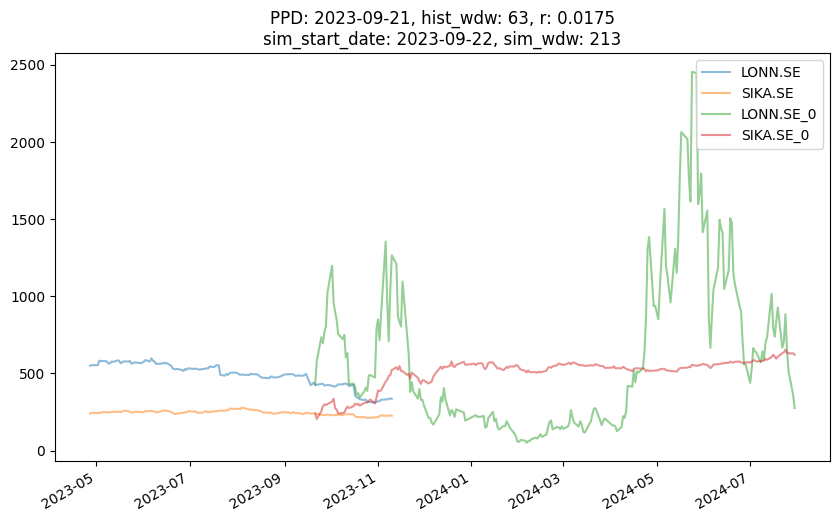 PPD: 2023-09-21, hist_wdw: 63, r: 0.0175
sim_start_date: 2023-09-22, sim_wdw: 213
2500
2000
1500
1000
500
0
LONN.SE
SIKA.SE
LONN.SE_0
SIKA.SE_0
2023-05
2023-07
2023-09
2023-11
2024-01
2024-03
2024-05
2024-07